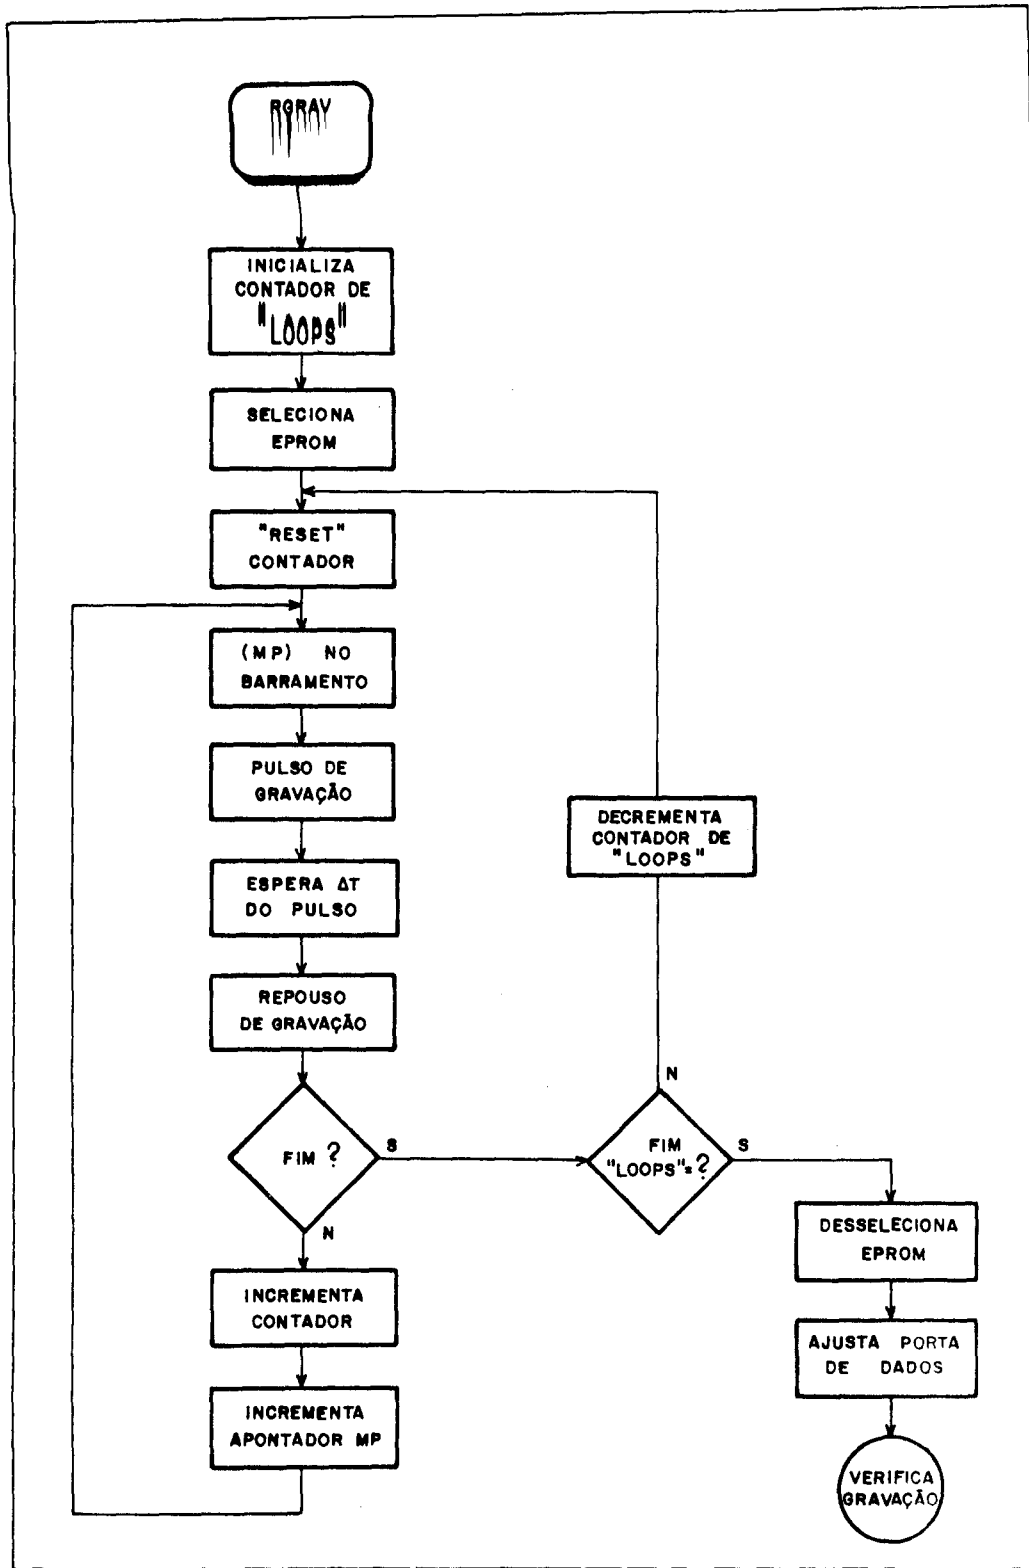 RGRAV
INICIALIZA
CONTADOR DE
"LOOPS"
SELECIONA
EPROM
"RESET"
CONTADOR
(MP) NO
BARRAMENTO
PULSO DE
GRAVAÇÃO
ESPERA ΔT
DO PULSO
REPOUSO
DE GRAVAÇÃO
FIM ?
S
N
INCREMENTA
CONTADOR
INCREMENTA
APONTADOR MP
DECREMENTA
CONTADOR DE
"LOOPS"
N
FIM
"LOOPS"=?
S
DESSELECIONA
EPROM
AJUSTA PORTA
DE DADOS
VERIFICA
GRAVAÇÃO